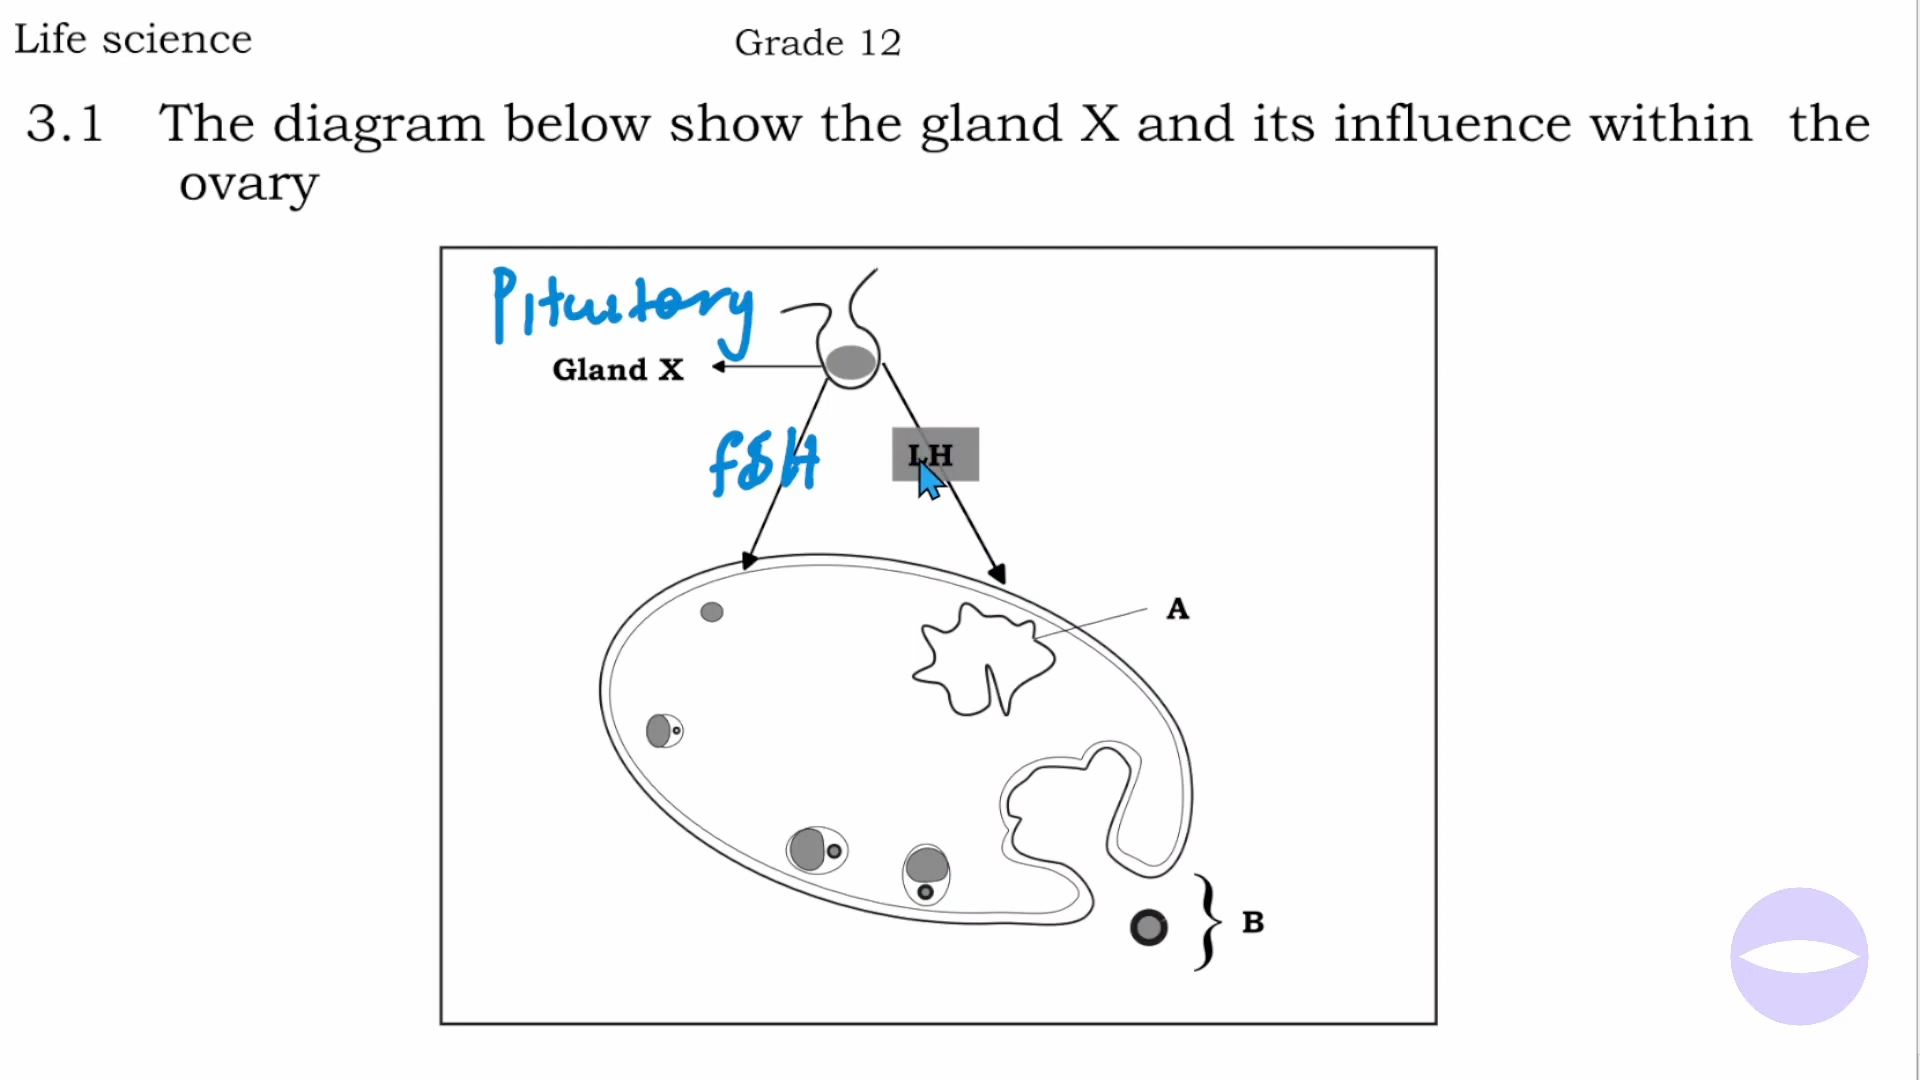 Life science
Grade 12
3.1 The diagram below show the gland X and its influence within the
ovary
Pituitory
Gland X
FSH
LH
A
B